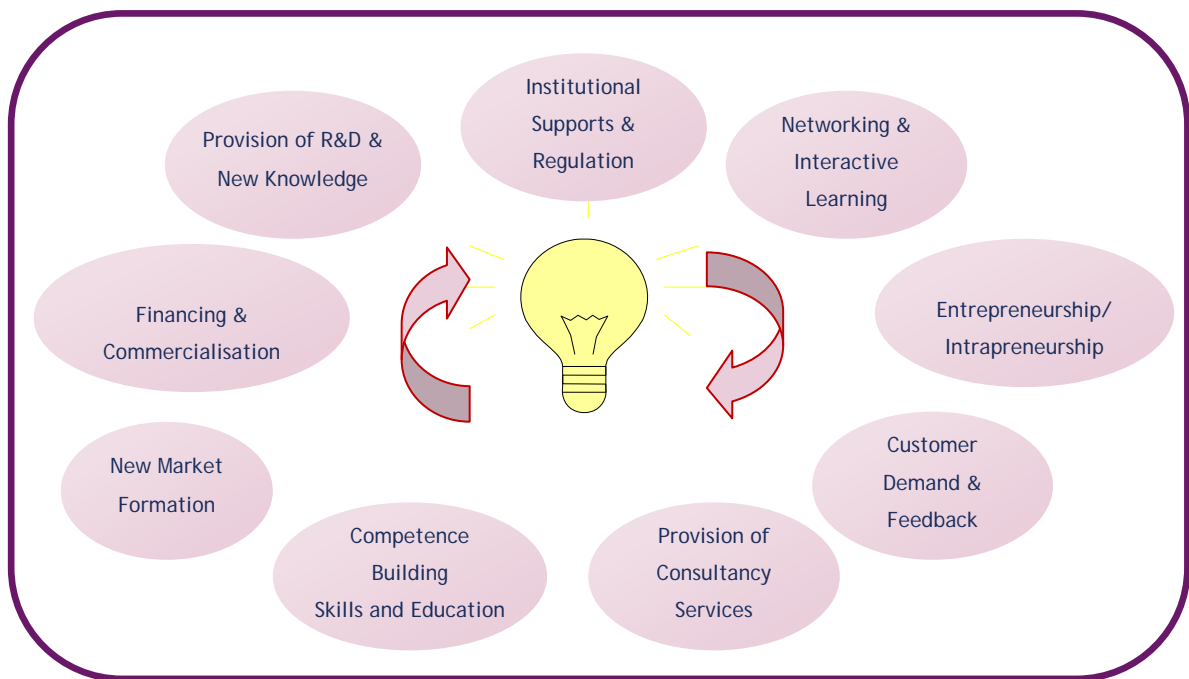 Institutional
Supports &
Regulation
Networking &
Interactive
Learning
Provision of R&D &
New Knowledge
Entrepreneurship/
Intrapreneurship
Financing &
Commercialisation
Customer
Demand &
Feedback
New Market
Formation
Competence
Building
Skills and Education
Provision of
Consultancy
Services